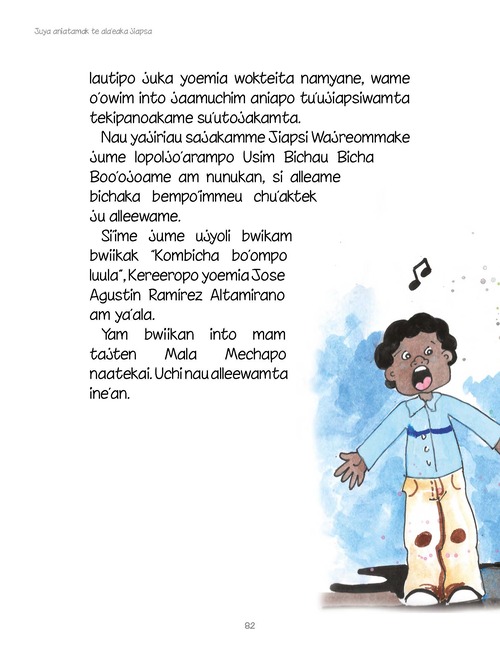 Juya aniatamak te ala'eaka jiapsa
lautipo juka yoemia wokteita namyane, wame
o'owim into jaamuchim aniapo tu'ujiapsiwamta
tekipanoakame su'utojakamta.
Nau yajiriau sajakamme Jiapsi Wajreommake
jume lopoljo'arampo Usim Bichau Bicha
Boo'ojoame am nunukan, si alleame
bichaka bempo'immeu chu'aktek
ju alleewame.
Si'ime jume ujyoli bwikam
bwiikak “Kombicha bo'ompo
luula”, Kereeropo yoemia Jose
Agustin Ramírez Altamirano
am ya'ala.
Yam bwiikan into mam
tajten Mala Mechapo
naatekai. Uchi nau alleewamta
ine'an.
82